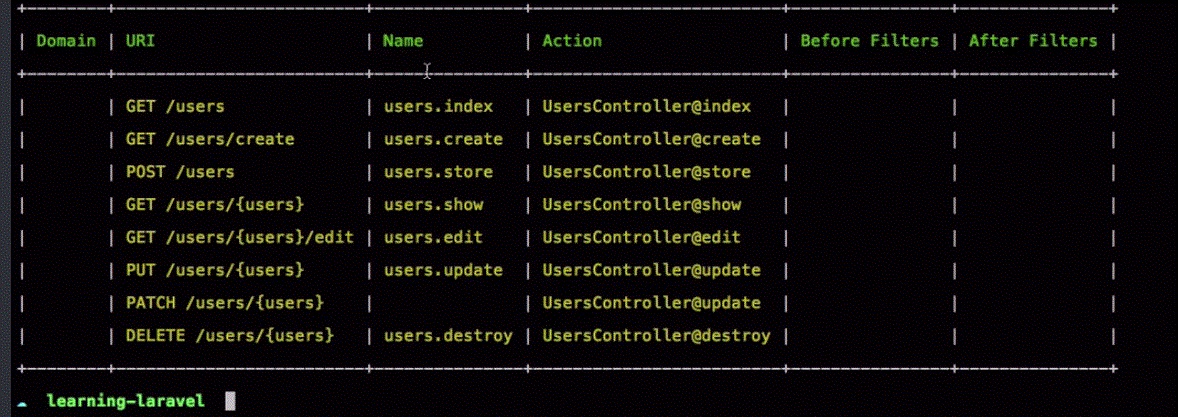 | Domain | URI | Name | Action | Before Filters | After Filters |
| | GET /users | users.index | UsersController@index | | |
| | GET /users/create | users.create | UsersController@create | | |
| | POST /users | users.store | UsersController@store | | |
| | GET /users/{users} | users.show | UsersController@show | | |
| | GET /users/{users}/edit | users.edit | UsersController@edit | | |
| | PUT /users/{users} | users.update | UsersController@update | | |
| | PATCH /users/{users} | | UsersController@update | | |
| | DELETE /users/{users} | users.destroy | UsersController@destroy | | |
learning-laravel